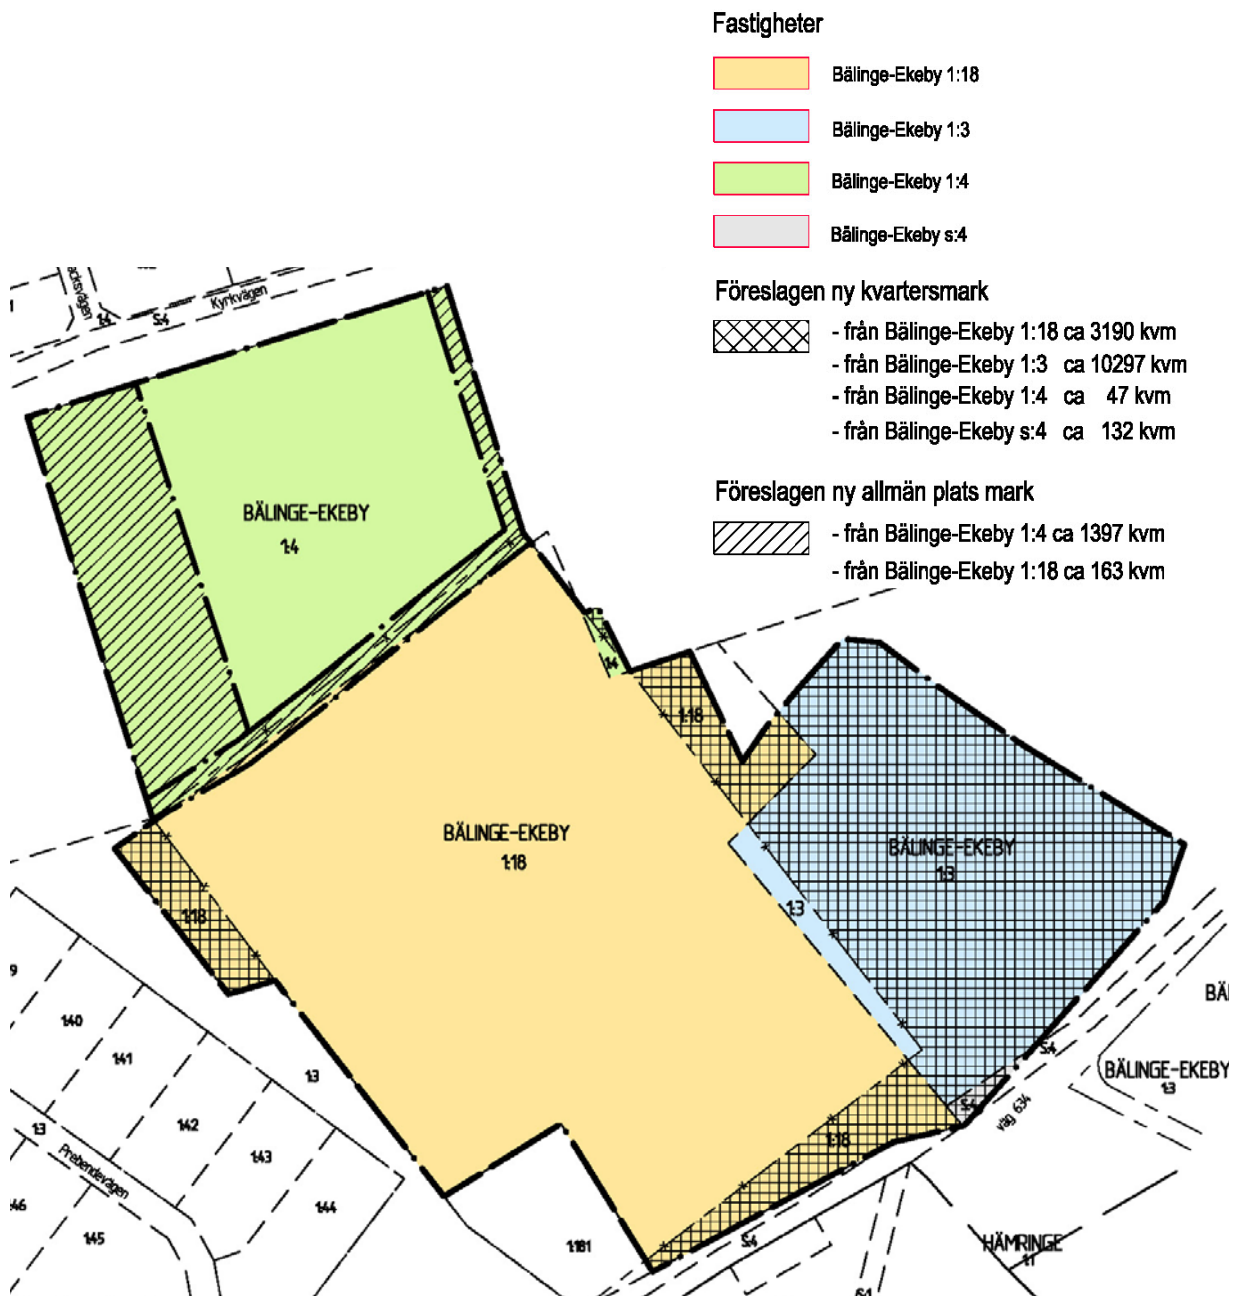 Fastigheter
Bälinge-Ekeby 1:18
Bälinge-Ekeby 1:3
Bälinge-Ekeby 1:4
Bälinge-Ekeby s:4
Föreslagen ny kvartersmark
- från Bälinge-Ekeby 1:18 ca 3190 kvm
- från Bälinge-Ekeby 1:3 ca 10297 kvm
- från Bälinge-Ekeby 1:4 ca 47 kvm
- från Bälinge-Ekeby s:4 ca 132 kvm
Föreslagen ny allmän plats mark
- från Bälinge-Ekeby 1:4 ca 1397 kvm
- från Bälinge-Ekeby 1:18 ca 163 kvm
Kyrkvägen
1:4
S:4
BÄLINGE-EKEBY
1:4
1:4
1:18
BÄLINGE-EKEBY
1:18
BÄLINGE-EKEBY
1:3
1:3
1:18
1:18
S:4
S:4
väg 634
BÄL
BÄLINGE-EKEBY
1:3
1:40
1:41
1:42
1:43
1:44
1:3
1:3
Prebendevägen
1:45
1:181
S:4
HÄMRINGE
1:1